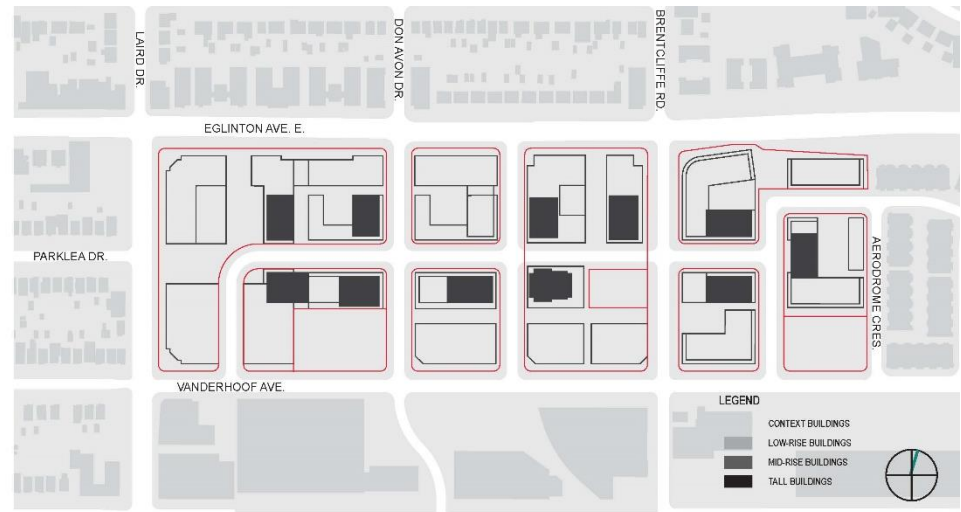 LAIRD DR.
DON AVON DR.
BRENTCLIFFE RD.
EGLINTON AVE. E.
PARKLEA DR.
AERODROME CRES.
VANDERHOOF AVE.
LEGEND
CONTEXT BUILDINGS
LOW-RISE BUILDINGS
MID-RISE BUILDINGS
TALL BUILDINGS